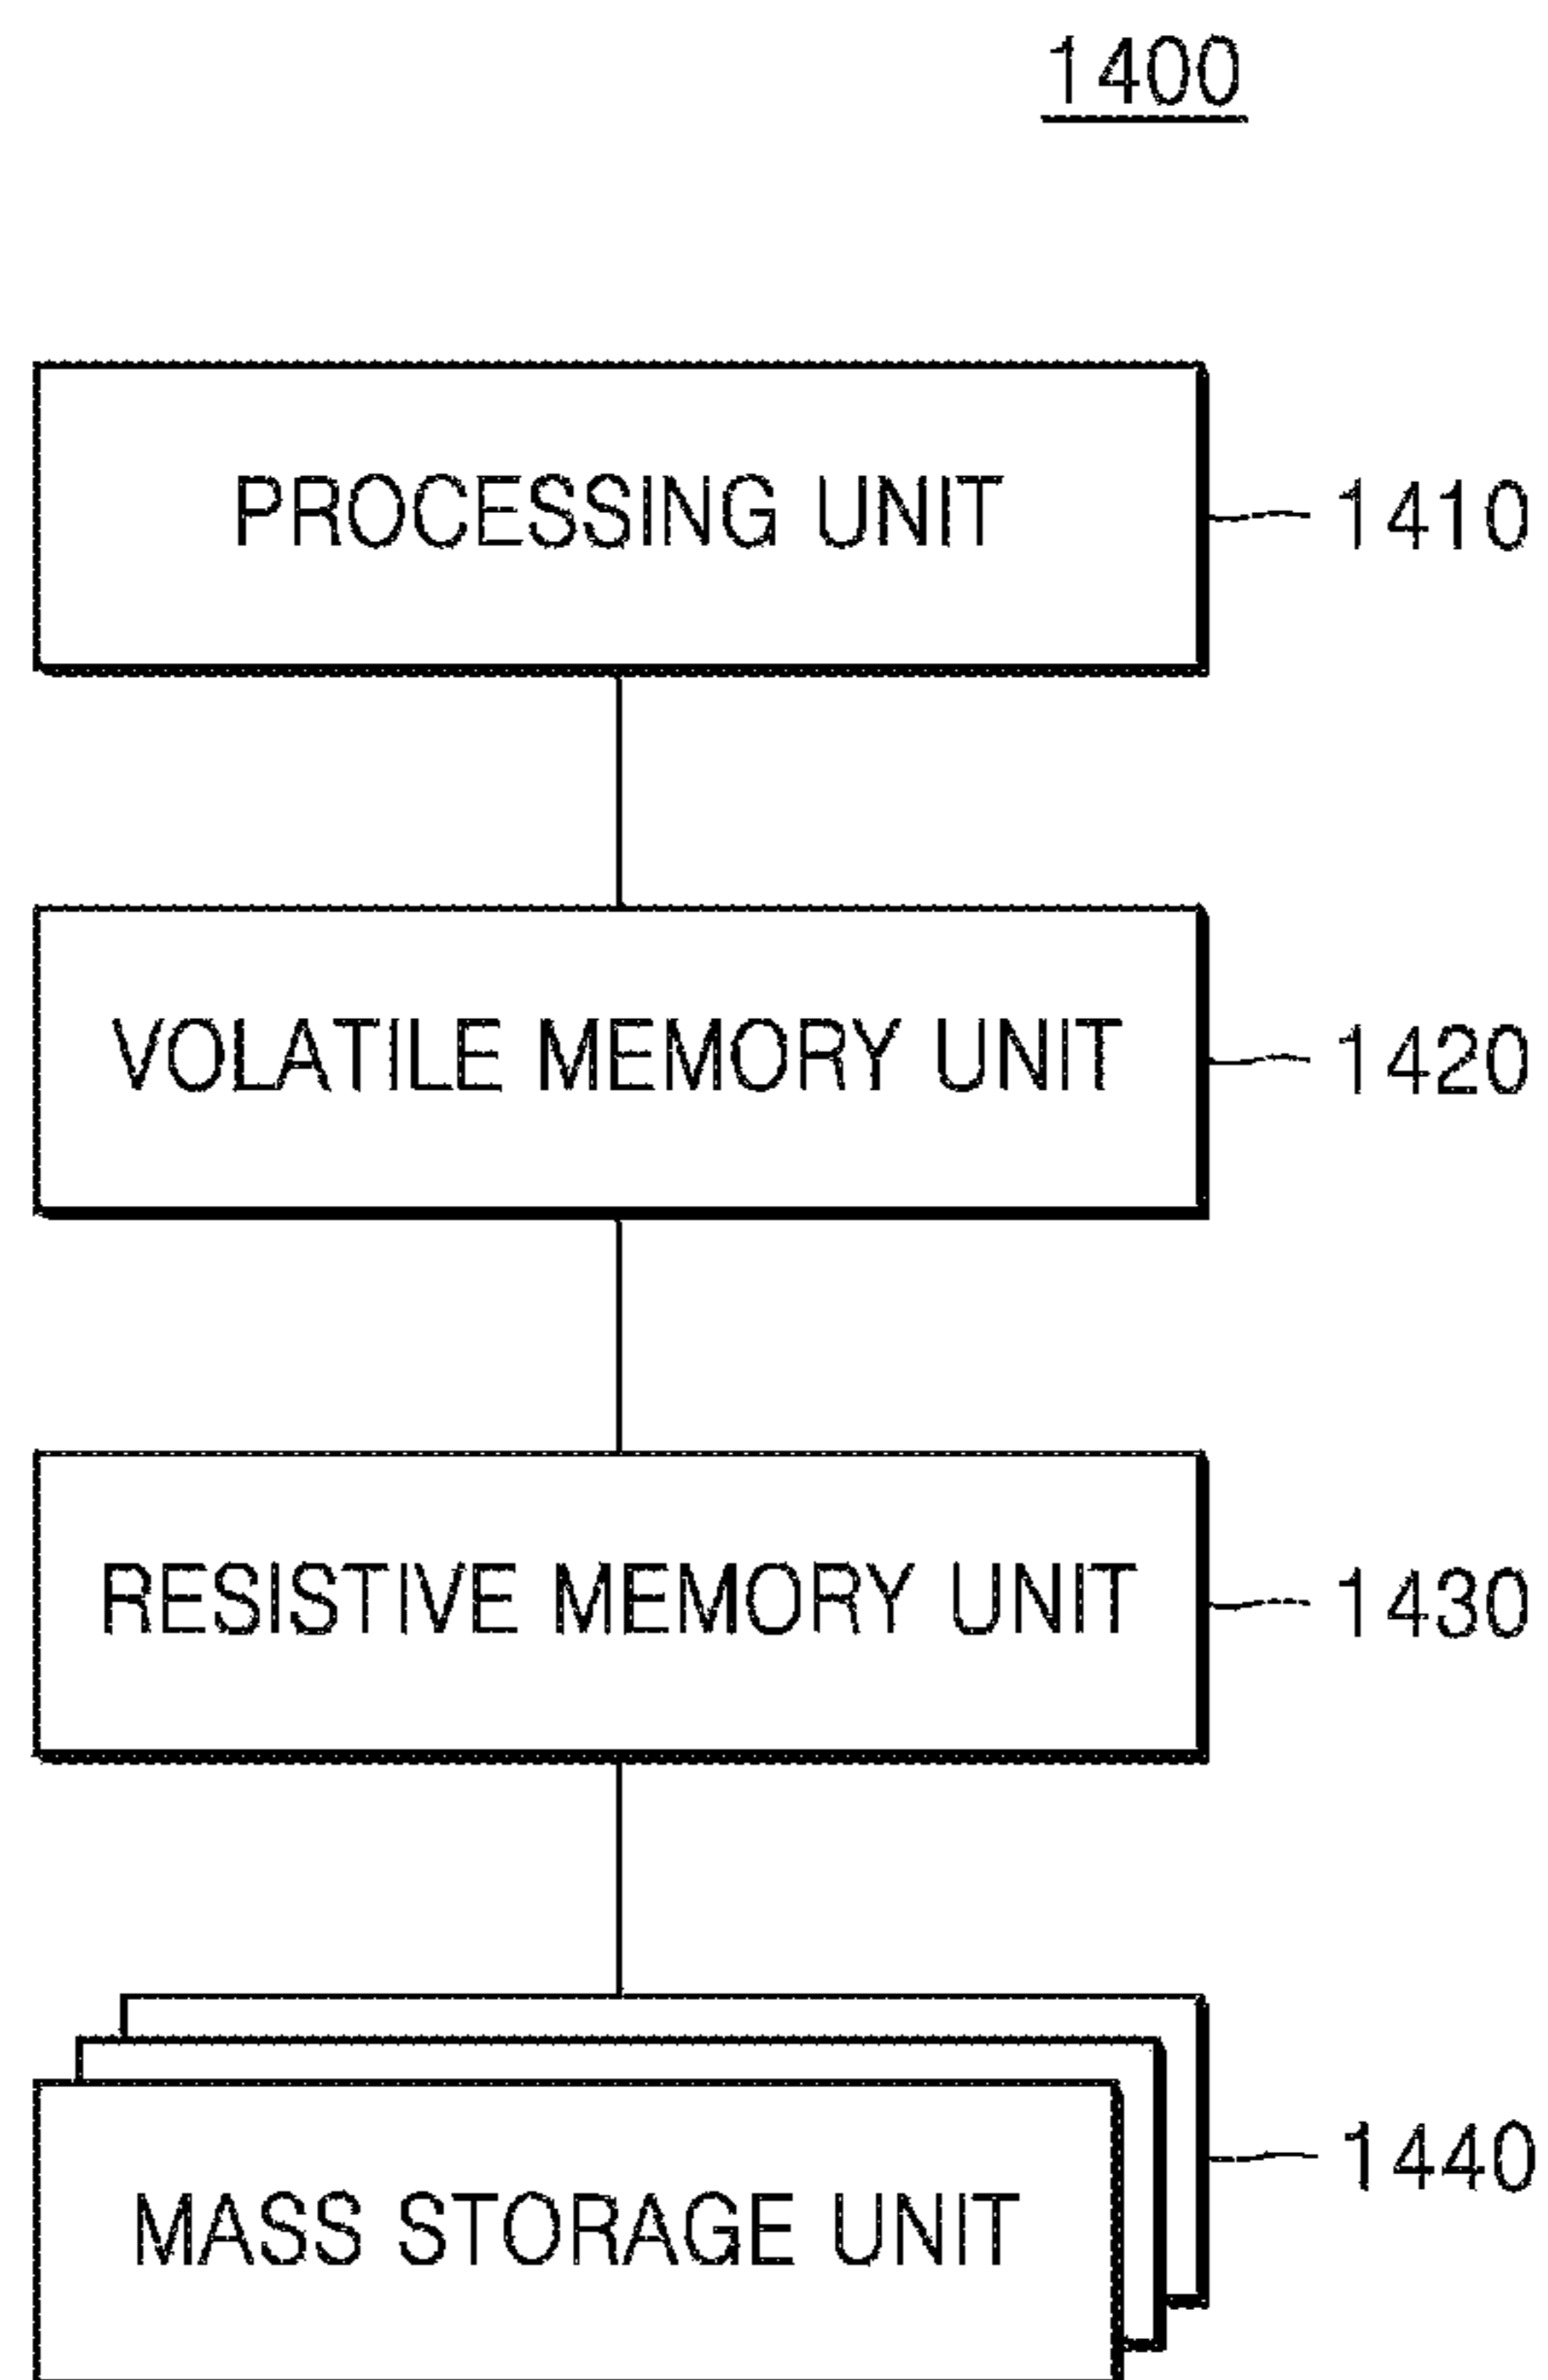 1400
PROCESSING UNIT
1410
VOLATILE MEMORY UNIT
1420
RESISTIVE MEMORY UNIT
1430
MASS STORAGE UNIT
1440